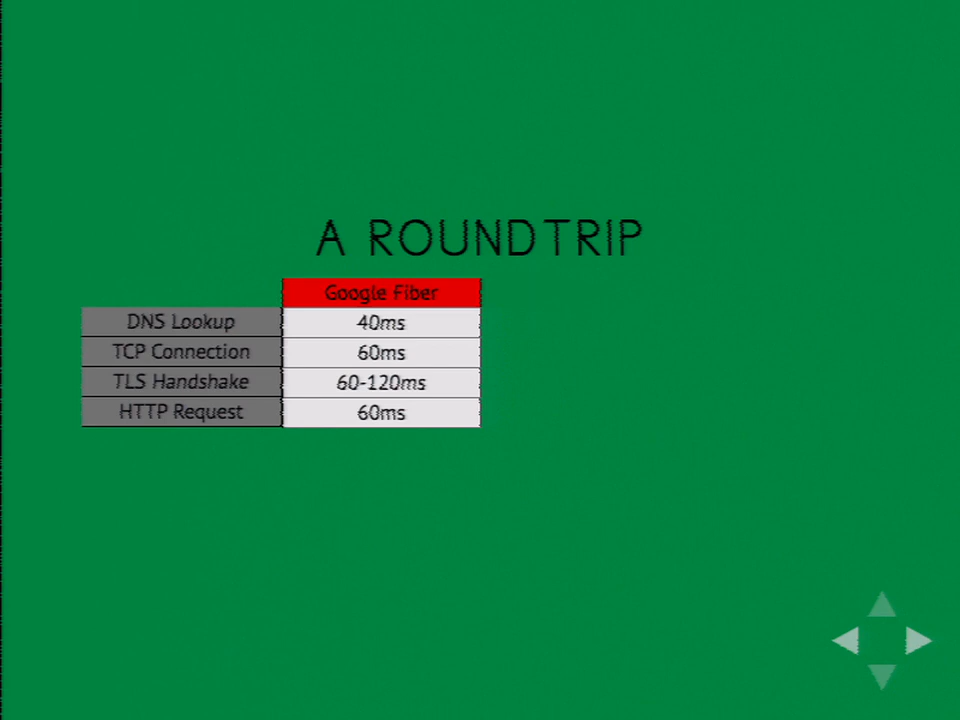 A ROUNDTRIP
Google Fiber
DNS Lookup 40ms
TCP Connection 60ms
TLS Handshake 60-120ms
HTTP Request 60ms